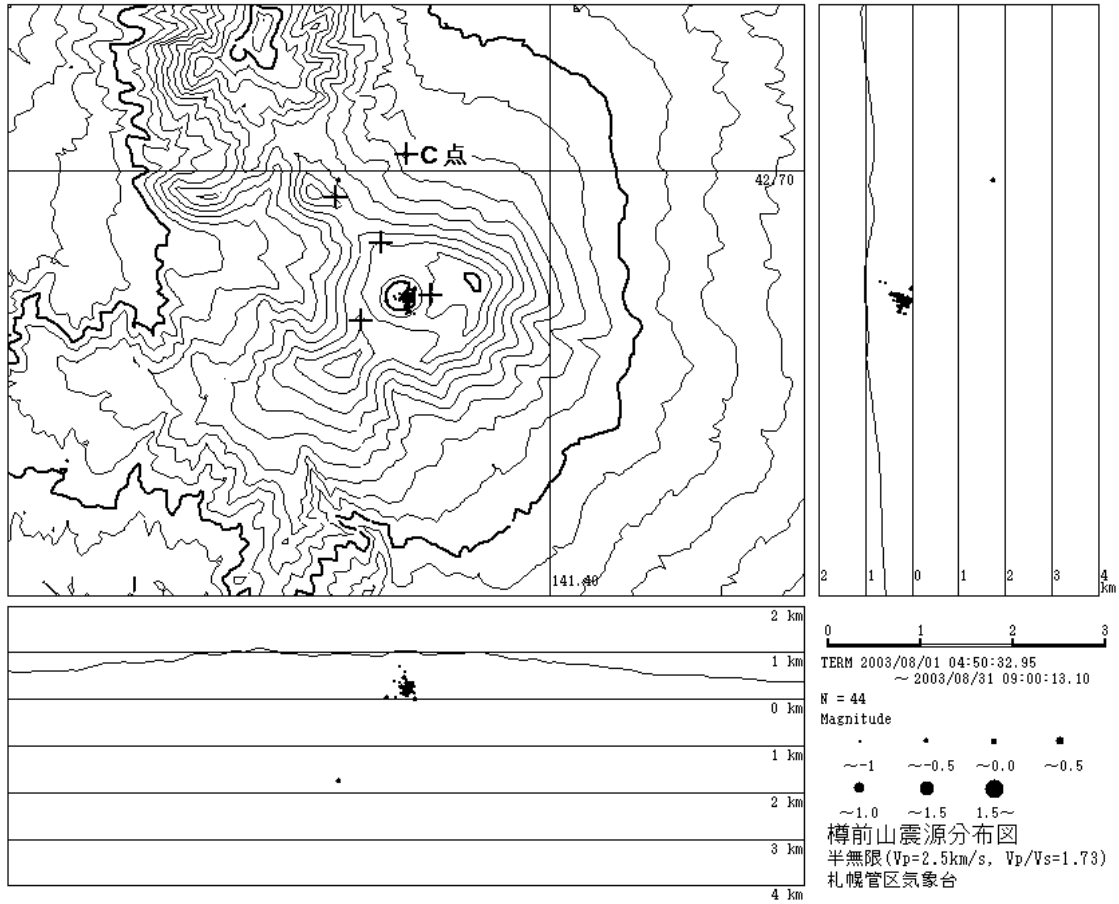 C 点
42.70
141.40
2 1 0 1 2 3 4
km
2 km
1 km
0 km
1 km
2 km
3 km
4 km
0 1 2 3
TERM 2003/08/01 04:50:32.95
～ 2003/08/31 09:00:13.10
N = 44
Magnitude
～-1 ～-0.5 ～0.0 ～0.5
～1.0 ～1.5 1.5～
樽前山震源分布図
半無限(Vp=2.5km/s, Vp/Vs=1.73)
札幌管区気象台